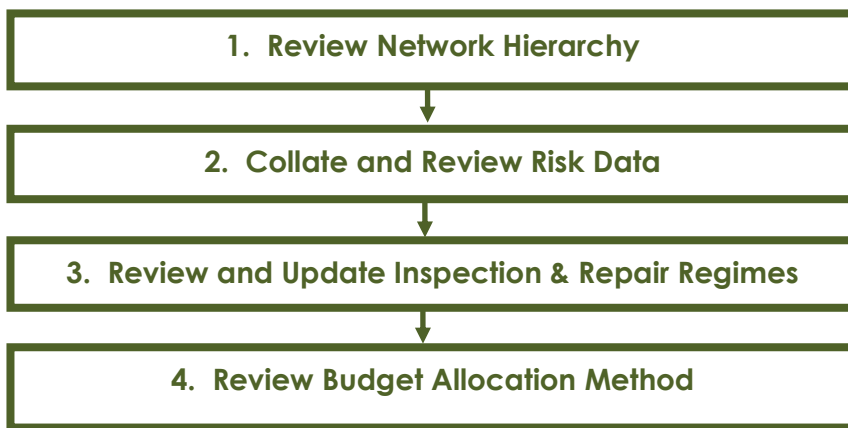 1. Review Network Hierarchy
2. Collate and Review Risk Data
3. Review and Update Inspection & Repair Regimes
4. Review Budget Allocation Method